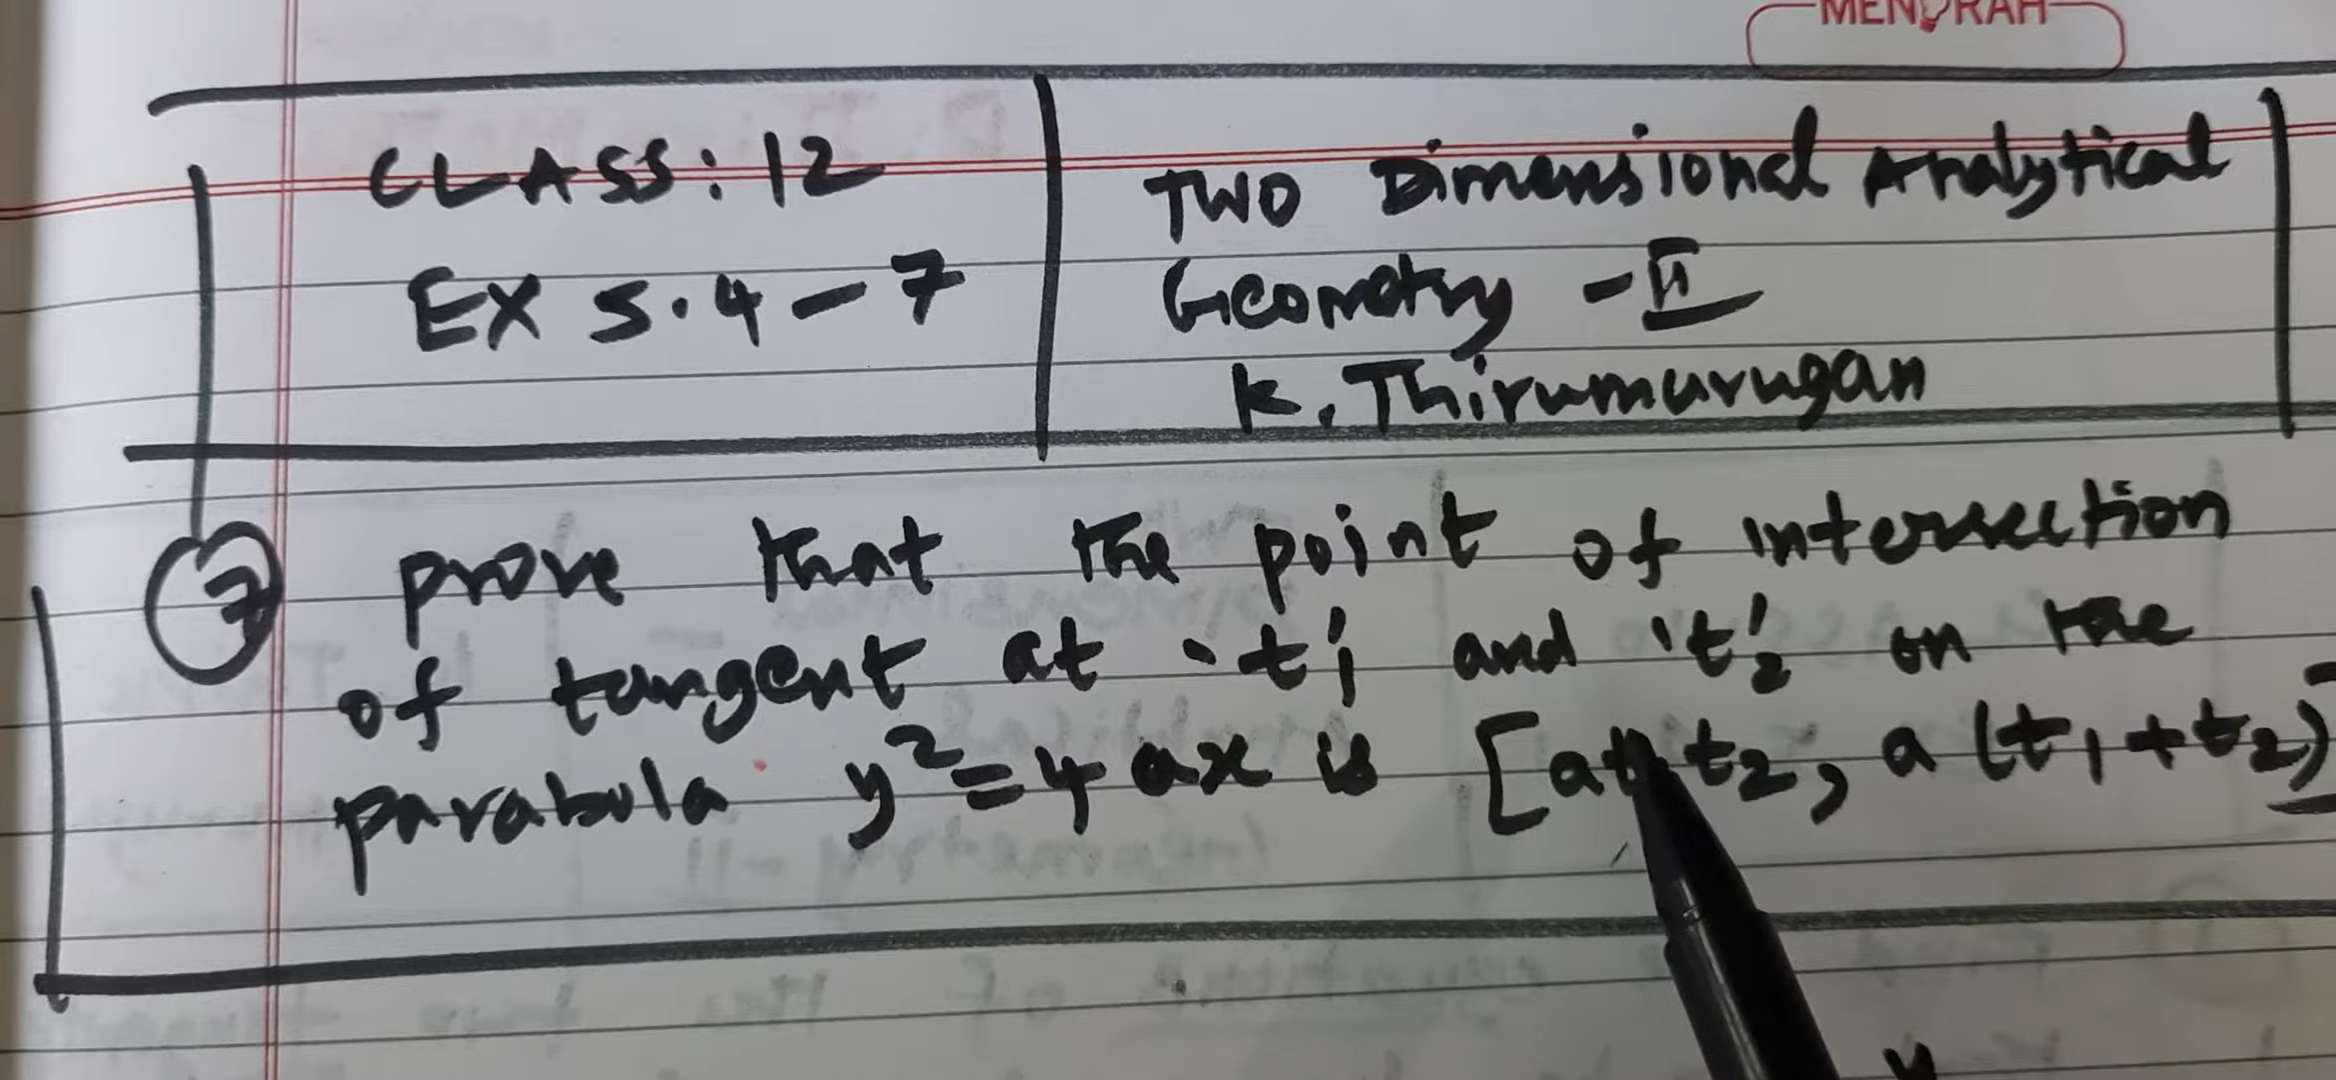 MENORAH
CLASS: 12
EX 5.4 - 7
TWO Dimensional Analytical
Geometry - II
K. Thirumurugan
7 prove that the point of intersection
of tangent at 't₁' and 't₂' on the
parabola y² = 4ax is [at₁t₂, a(t₁+t₂)]